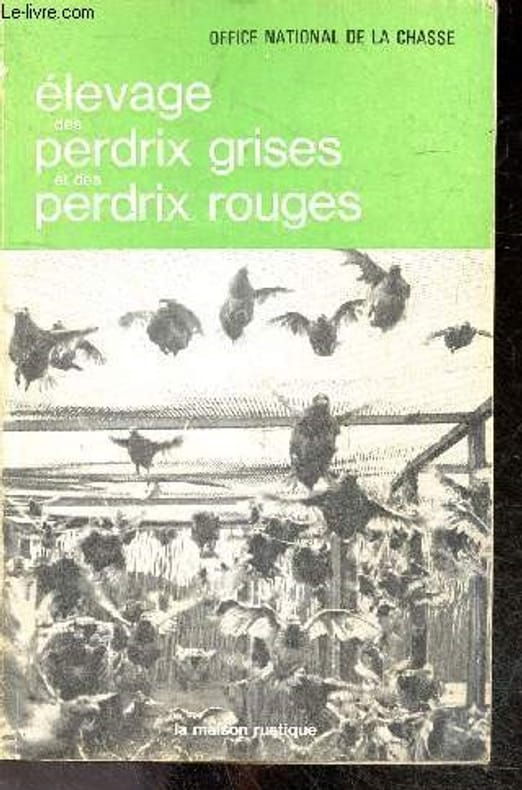 Le-livre.com
OFFICE NATIONAL DE LA CHASSE
élevage
des
perdrix grises
et des
perdrix rouges
la maison rustique